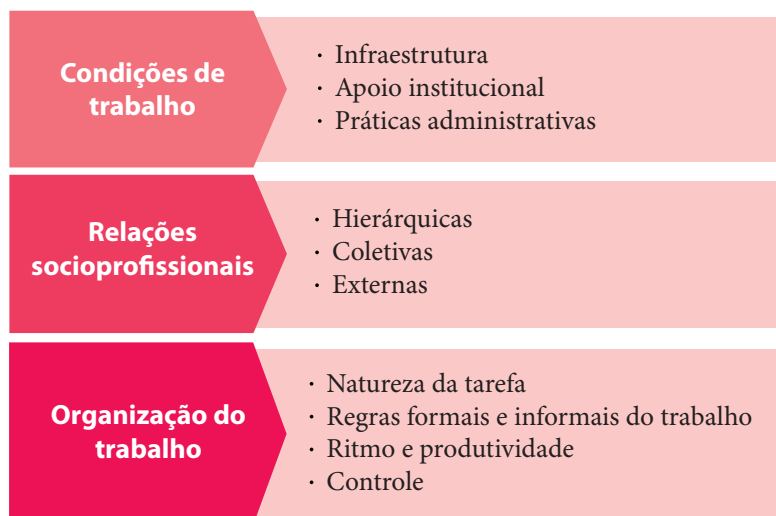 Condições de
trabalho
· Infraestrutura
· Apoio institucional
· Práticas administrativas
Relações
socioprofissionais
· Hierárquicas
· Coletivas
· Externas
Organização do
trabalho
· Natureza da tarefa
· Regras formais e informais do trabalho
· Ritmo e produtividade
· Controle